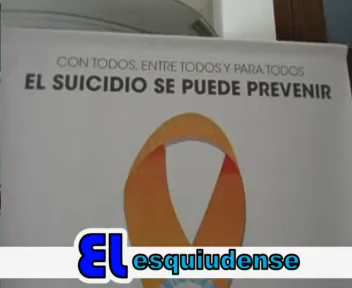 CON TODOS, ENTRE TODOS Y PARA TODOS
EL SUICIDIO SE PUEDE PREVENIR
EL esquiudense